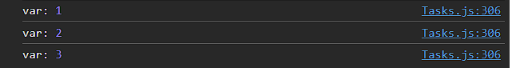 var: 1 Tasks.js:306
var: 2 Tasks.js:306
var: 3 Tasks.js:306